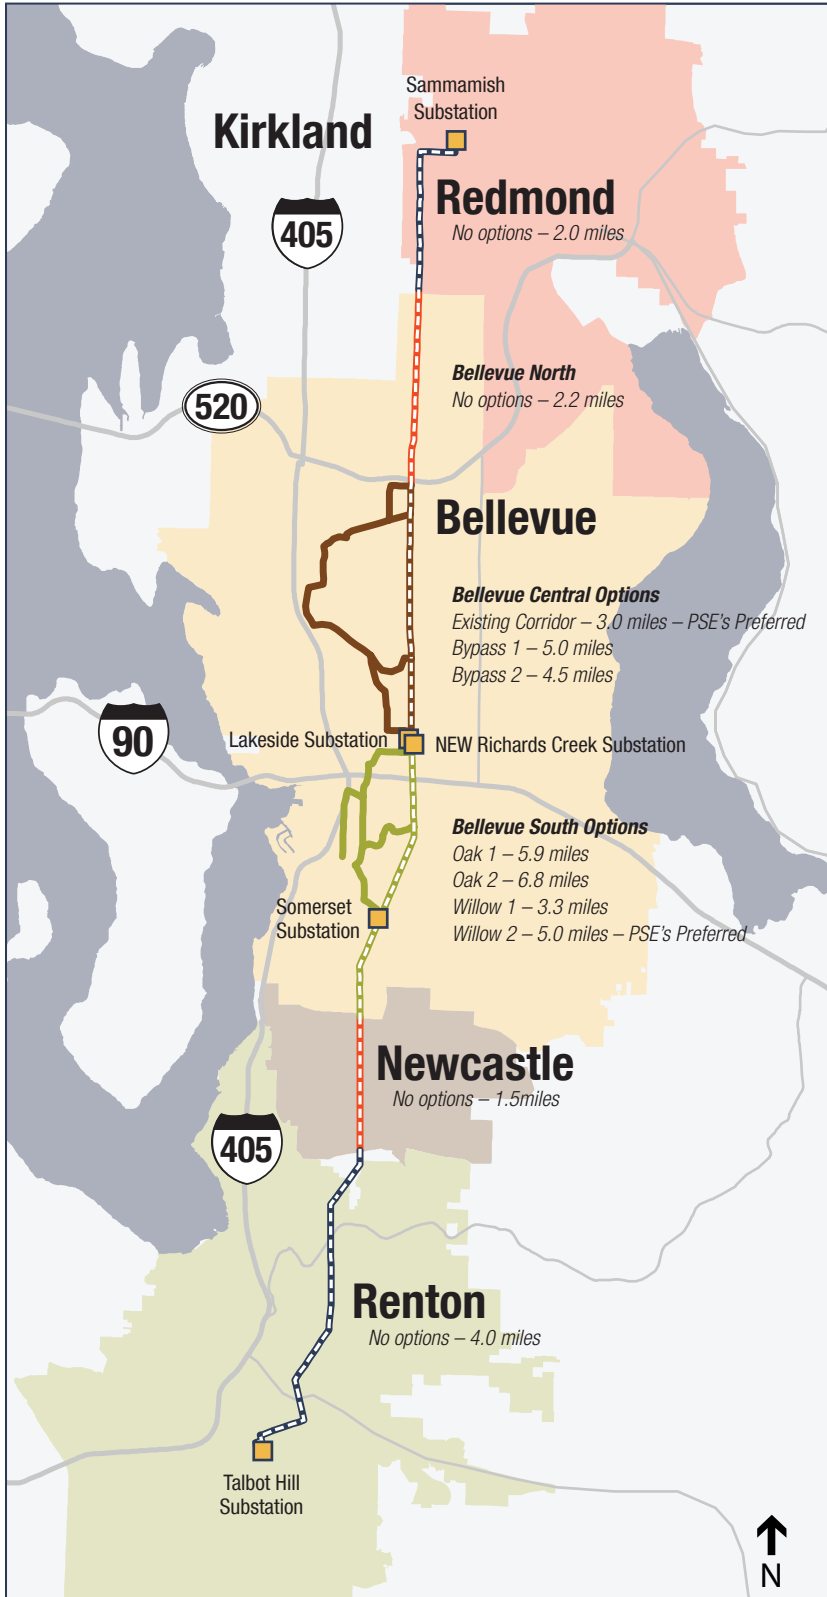 Sammamish
Substation
Kirkland
Redmond
No options – 2.0 miles
405
Bellevue North
No options – 2.2 miles
520
Bellevue
Bellevue Central Options
Existing Corridor – 3.0 miles – PSE's Preferred
Bypass 1 – 5.0 miles
Bypass 2 – 4.5 miles
90
Lakeside Substation
NEW Richards Creek Substation
Bellevue South Options
Oak 1 – 5.9 miles
Oak 2 – 6.8 miles
Willow 1 – 3.3 miles
Willow 2 – 5.0 miles – PSE's Preferred
Somerset
Substation
Newcastle
No options – 1.5miles
405
Renton
No options – 4.0 miles
Talbot Hill
Substation
N